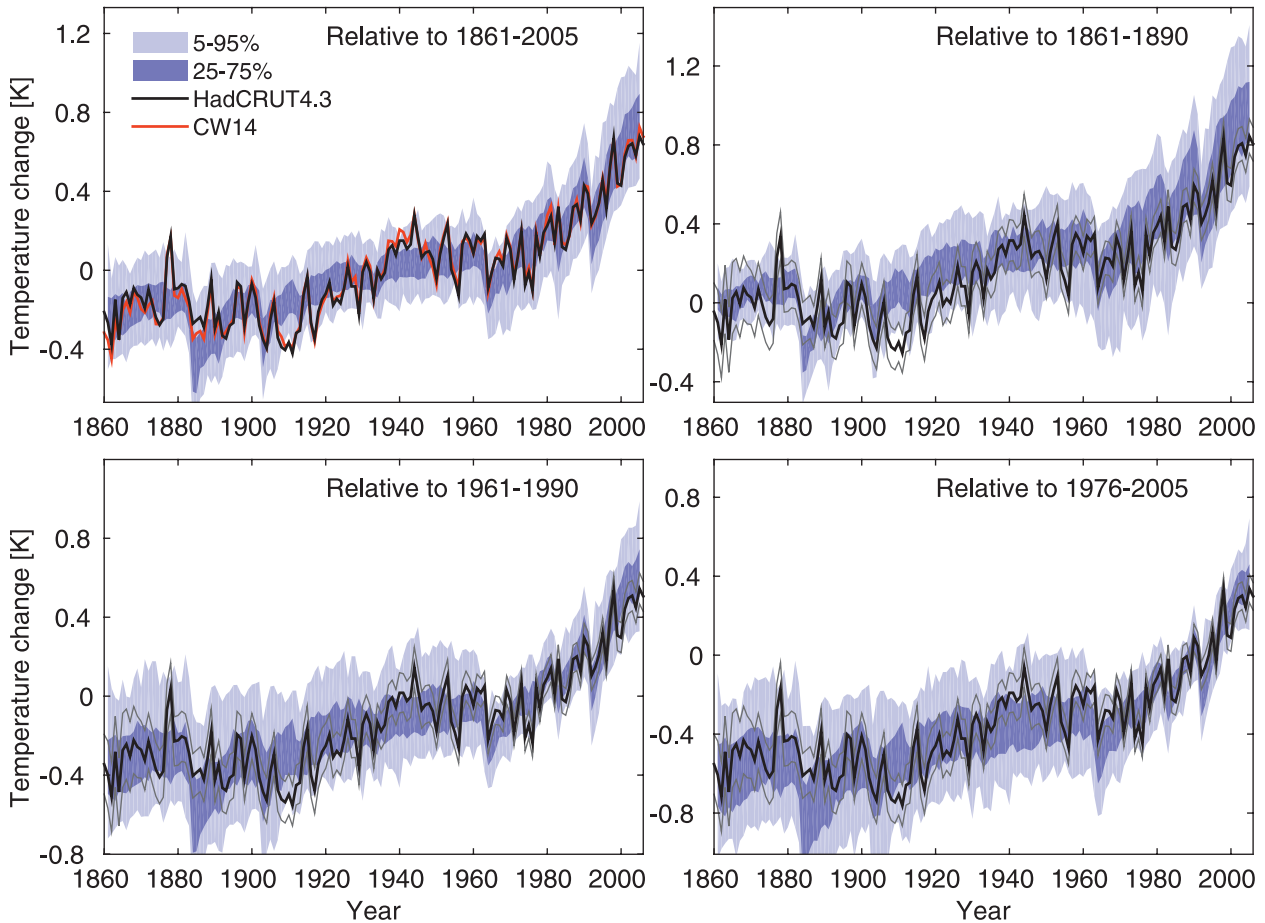 Relative to 1861-2005
5-95%
25-75%
HadCRUT4.3
CW14
Temperature change [K]
1.2
0.8
0.4
0
-0.4
1860 1880 1900 1920 1940 1960 1980 2000
Relative to 1861-1890
1.2
0.8
0.4
0
-0.4
1860 1880 1900 1920 1940 1960 1980 2000
Relative to 1961-1990
Temperature change [K]
0.8
0.4
0
-0.4
-0.8
1860 1880 1900 1920 1940 1960 1980 2000
Year
Relative to 1976-2005
0.8
0.4
0
-0.4
-0.8
1860 1880 1900 1920 1940 1960 1980 2000
Year